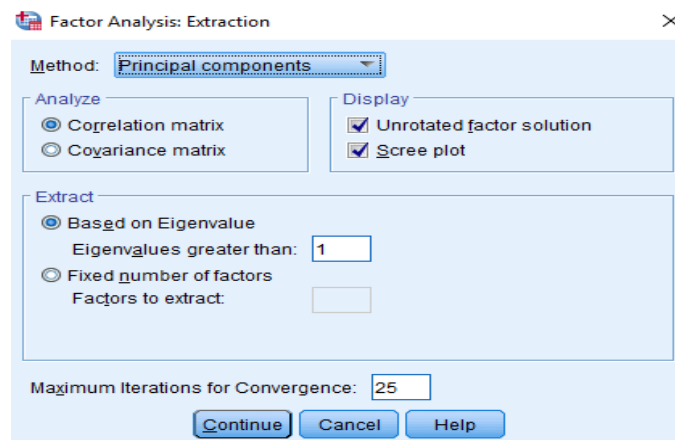 Factor Analysis: Extraction
Method: Principal components
Analyze
Correlation matrix
Covariance matrix
Display
Unrotated factor solution
Scree plot
Extract
Based on Eigenvalue
Eigenvalues greater than: 1
Fixed number of factors
Factors to extract:
Maximum Iterations for Convergence: 25
Continue Cancel Help